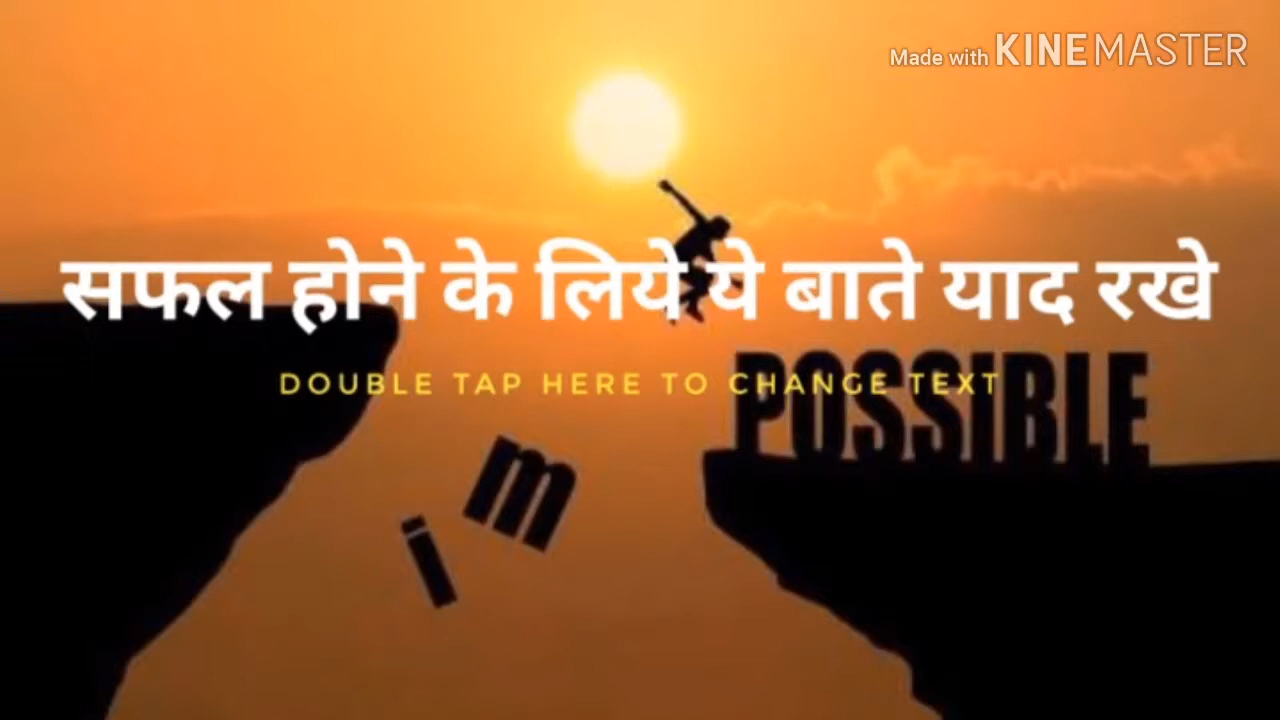 Made with KINEMASTER
सफल होने के लिये ये बाते याद रखे
DOUBLE TAP HERE TO CHANGE TEXT
POSSIBLE
i m